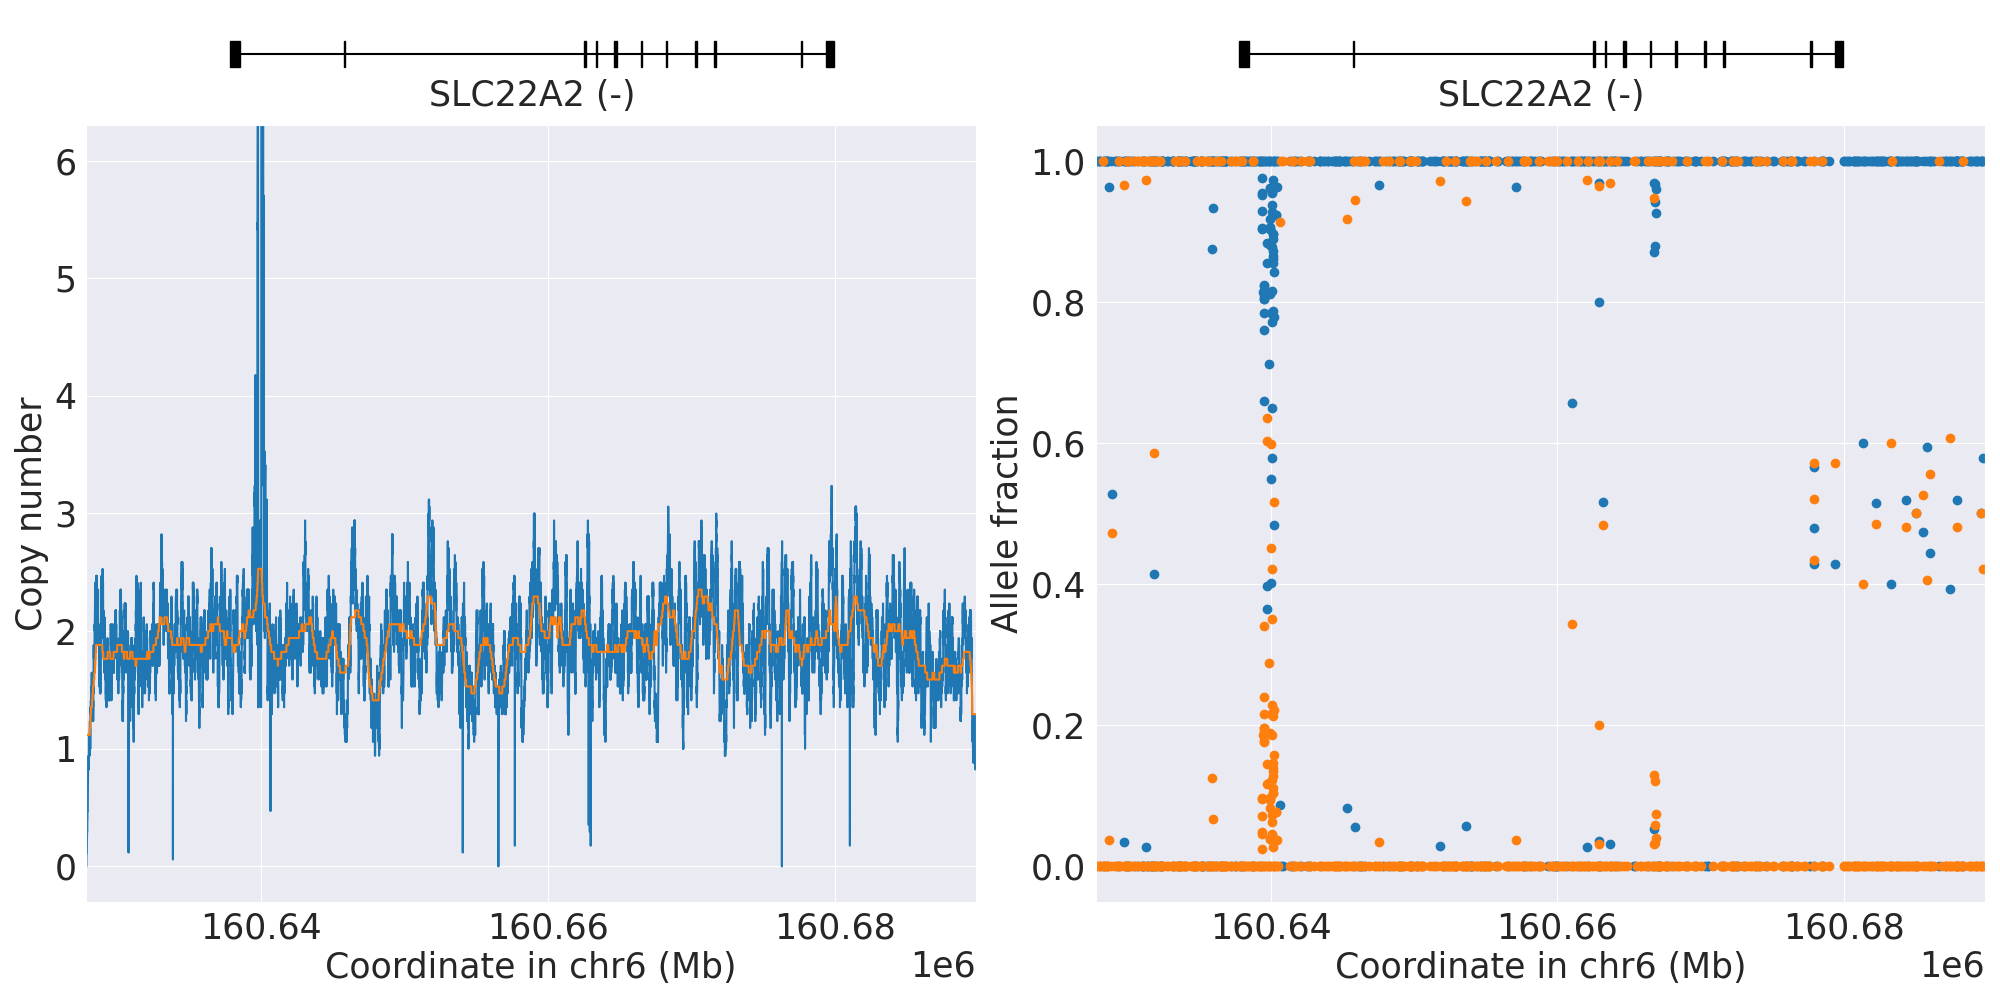 SLC22A2 (-)
6
5
4
3
2
1
0
Copy number
160.64 160.66 160.68
Coordinate in chr6 (Mb) 1e6
SLC22A2 (-)
1.0
0.8
0.6
0.4
0.2
0.0
Allele fraction
160.64 160.66 160.68
Coordinate in chr6 (Mb) 1e6